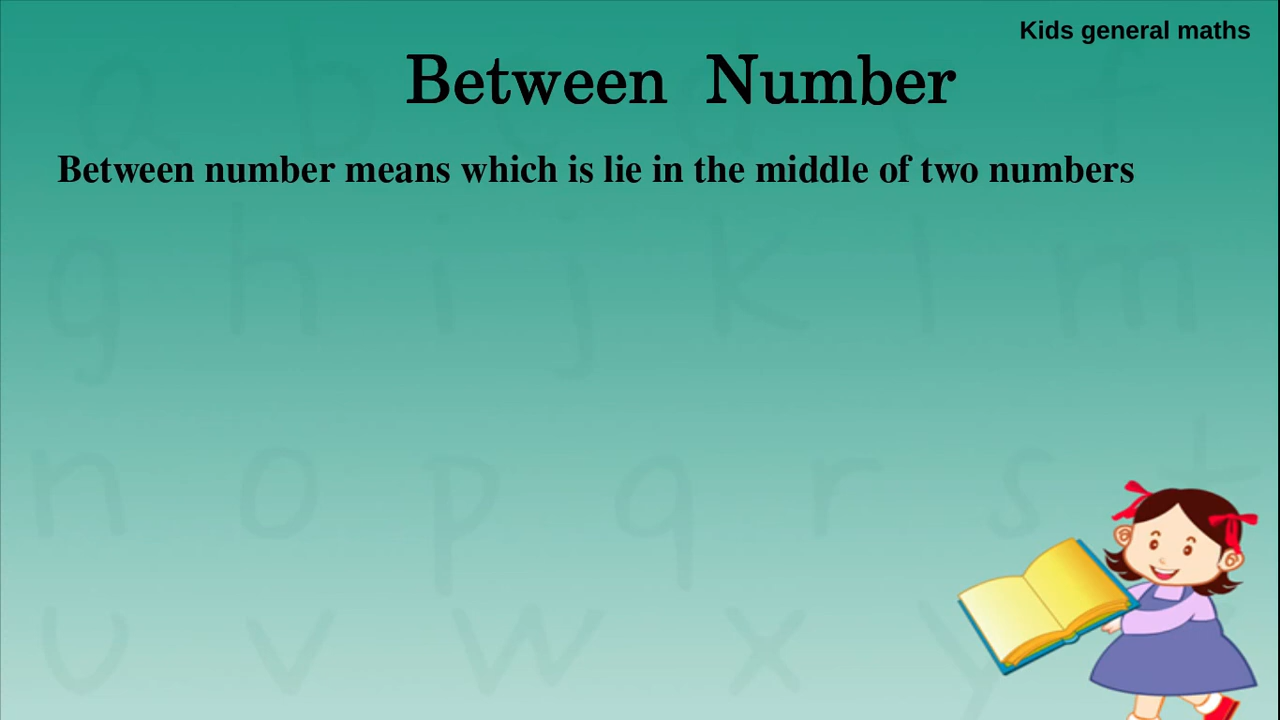 Kids general maths
Between Number
Between number means which is lie in the middle of two numbers
a b c d e f
g h i j k l m
n o p q r s t
u v w x y